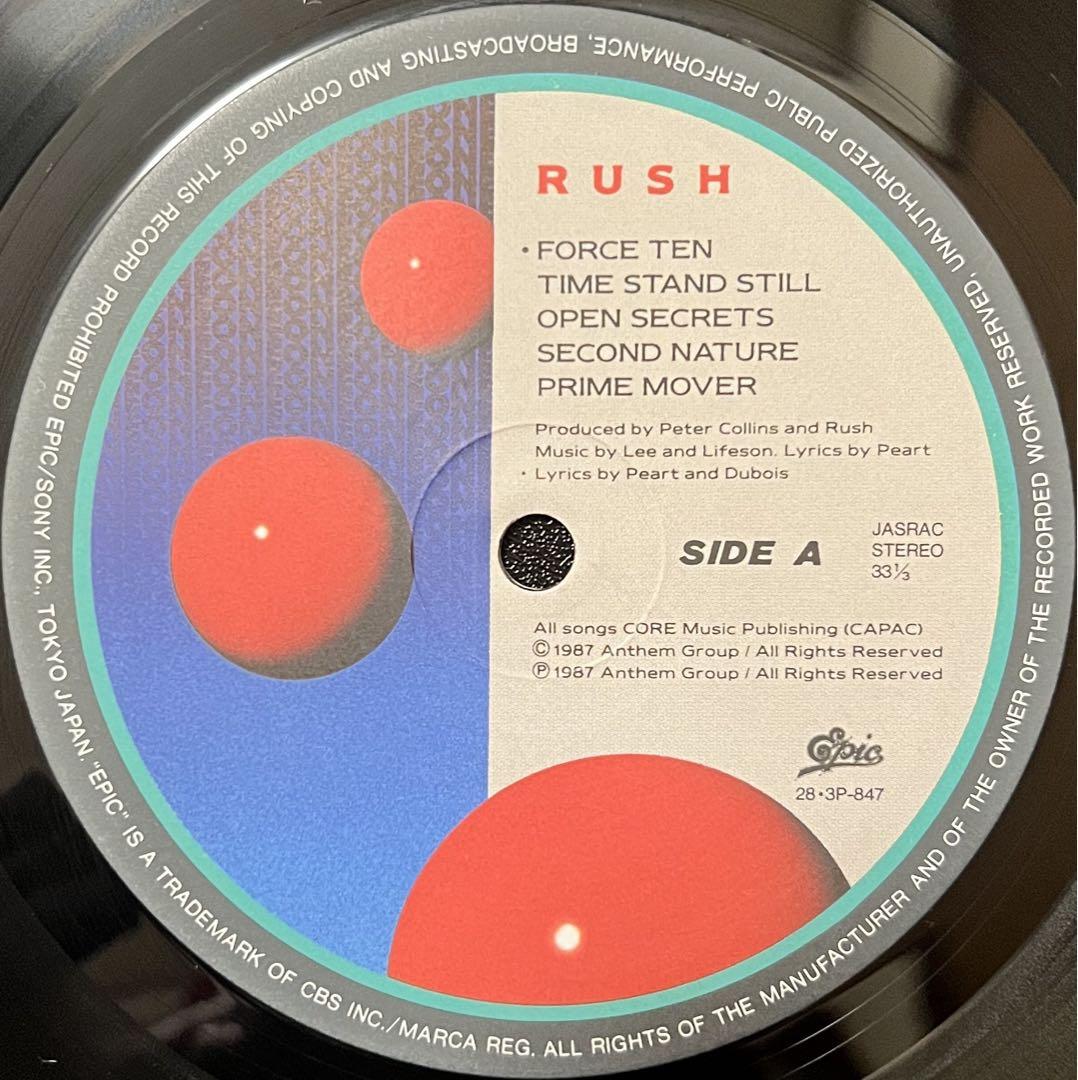 RUSH
• FORCE TEN
TIME STAND STILL
OPEN SECRETS
SECOND NATURE
PRIME MOVER
Produced by Peter Collins and Rush
Music by Lee and Lifeson. Lyrics by Peart
• Lyrics by Peart and Dubois
SIDE A
JASRAC
STEREO
33⅓
All songs CORE Music Publishing (CAPAC)
Ⓒ1987 Anthem Group / All Rights Reserved
Ⓟ1987 Anthem Group / All Rights Reserved
Epic
28•3P-847
EPIC/SONY INC., TOKYO JAPAN. "EPIC" IS A TRADEMARK OF CBS INC./MARCA REG. ALL RIGHTS OF THE MANUFACTURER AND OF THE OWNER OF THE RECORDED WORK RESERVED, UNAUTHORIZED PUBLIC PERFORMANCE, BROADCASTING AND COPYING OF THIS RECORD PROHIBITED